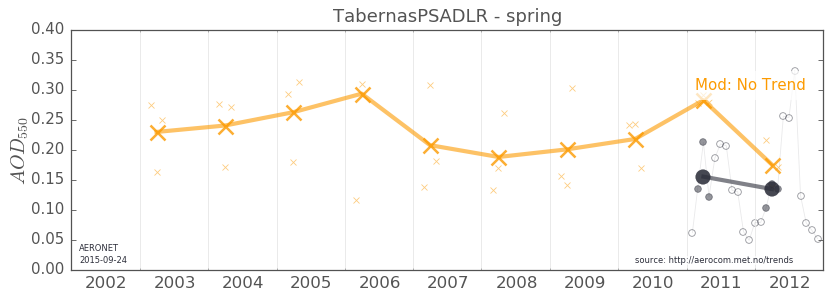 TabernasPSADLR - spring
0.40
0.35
0.30
0.25
0.20
0.15
0.10
0.05
0.00
AOD550
Mod: No Trend
AERONET
2015-09-24
source: http://aerocom.met.no/trends
2002 2003 2004 2005 2006 2007 2008 2009 2010 2011 2012